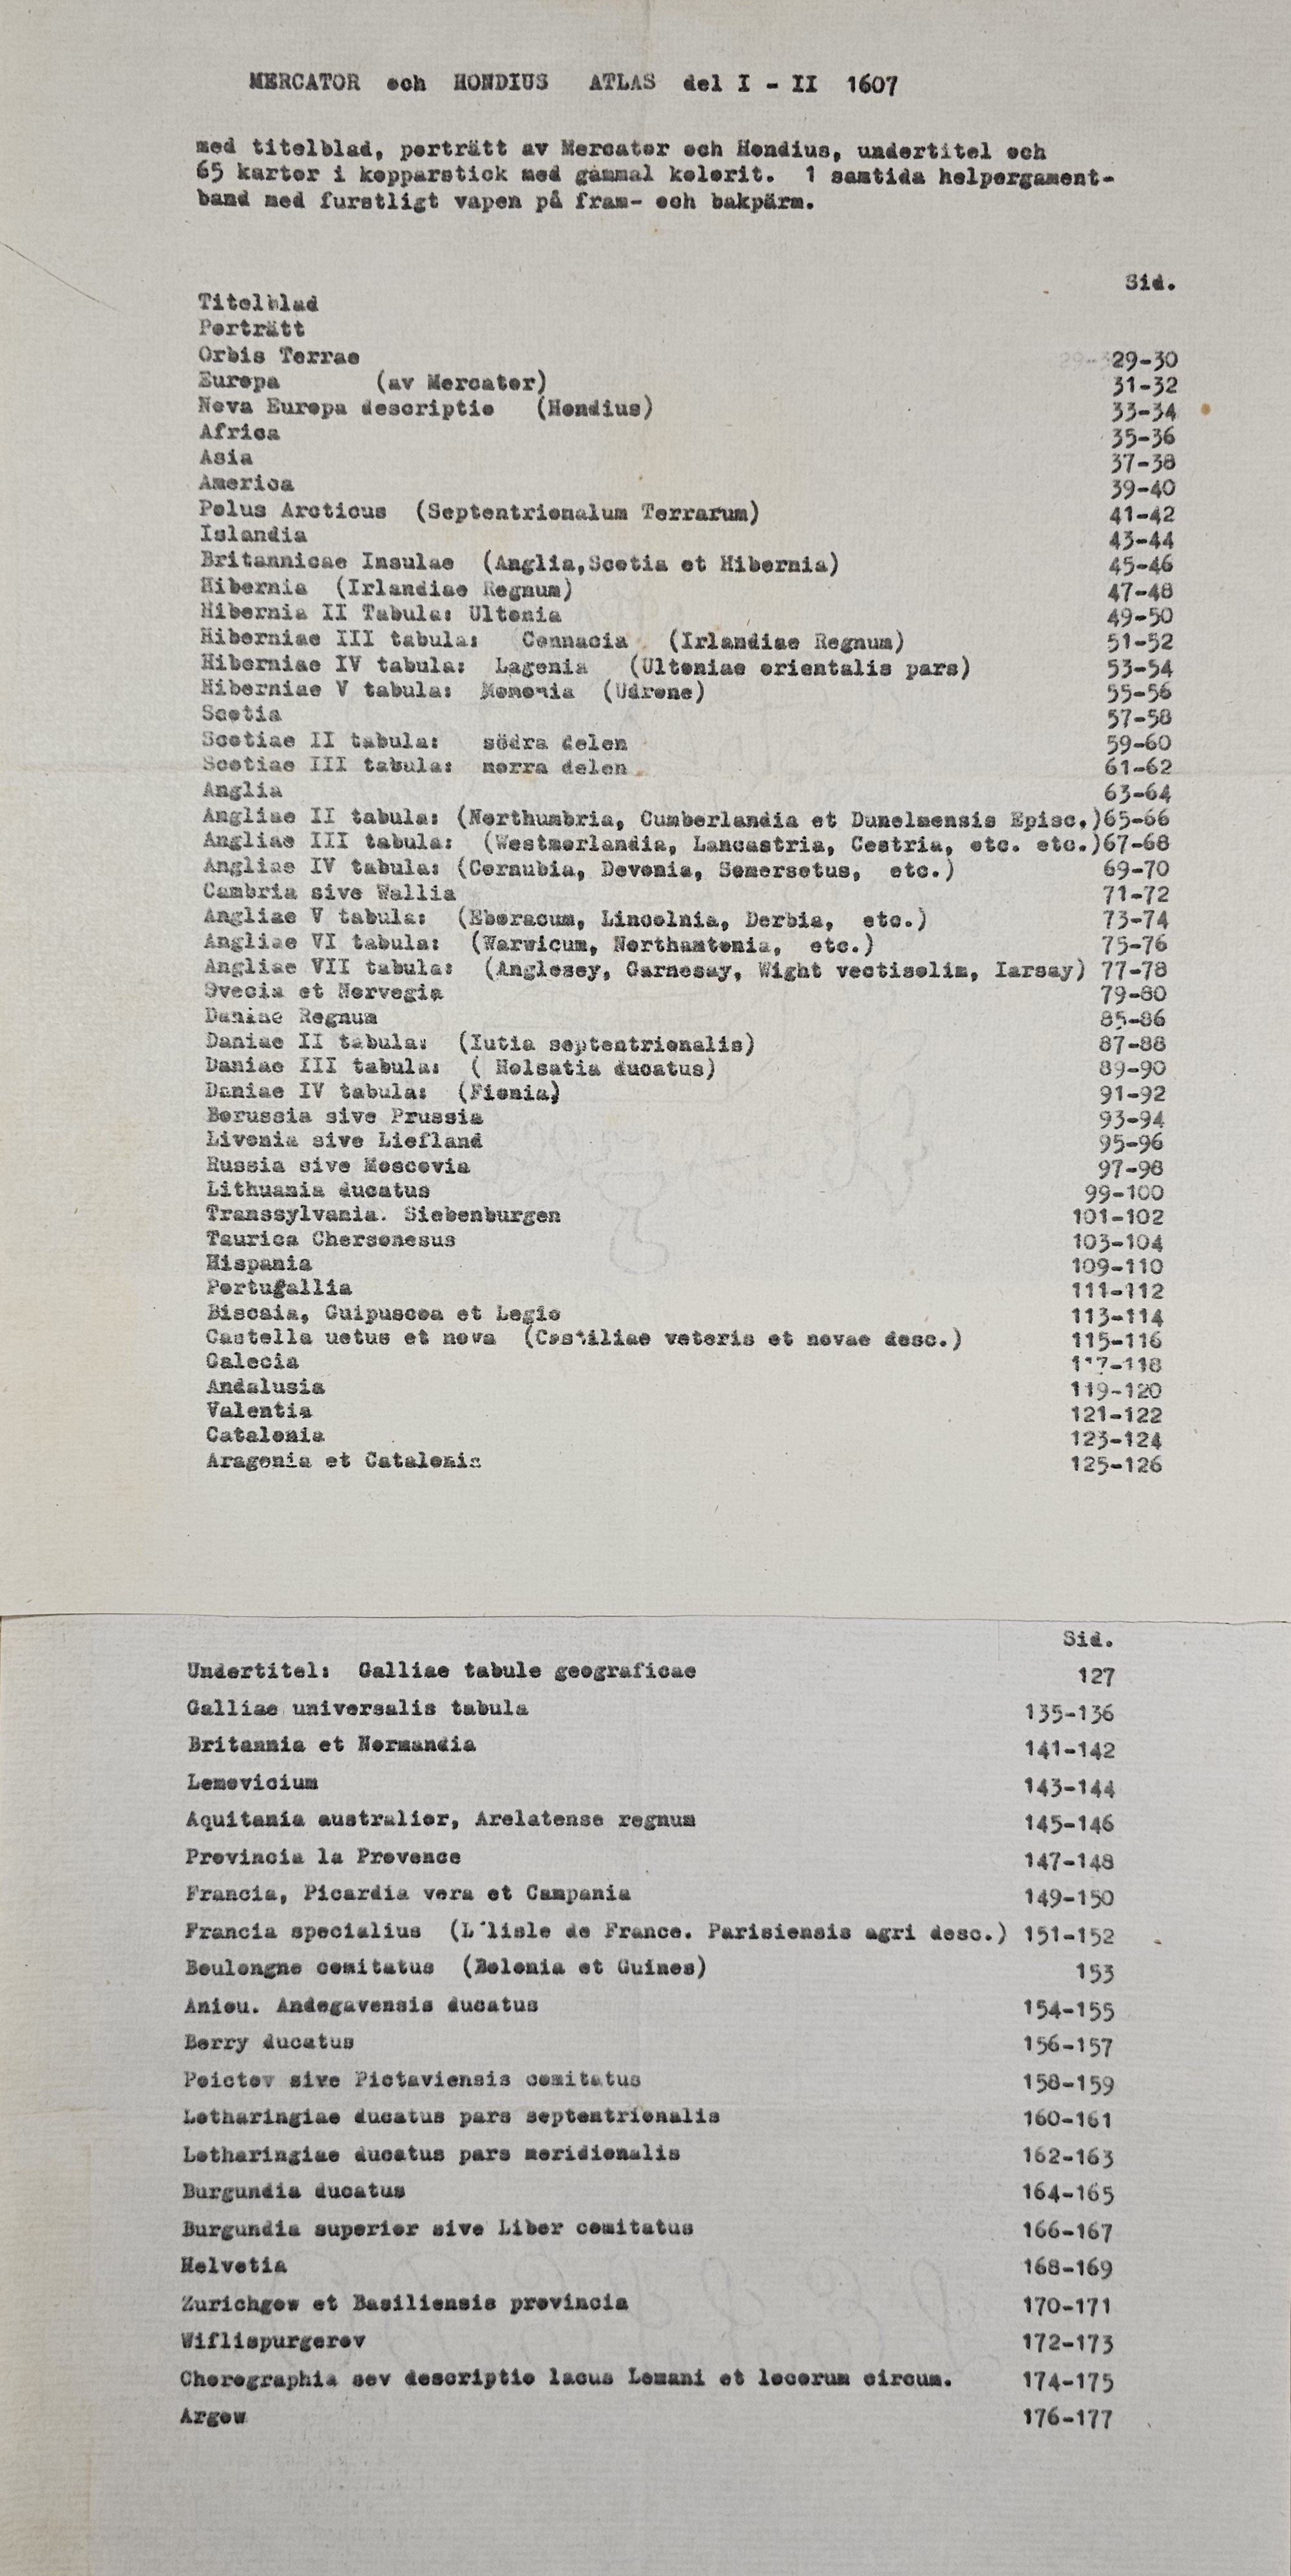 MERCATOR och HONDIUS ATLAS del I - II 1607
med titelblad, porträtt av Mercator och Hondius, undertitel och
65 kartor i kopparstick med gammal kolorit. 1 samtida helpergament-
band med furstligt vapen på fram- och bakpärm.
Sid.
Titelblad
Porträtt
Orbis Terrae 29-30
Europa (av Mercator) 31-32
Nova Europa descriptio (Hondius) 33-34
Africa 35-36
Asia 37-38
America 39-40
Polus Arcticus (Septentrionalum Terrarum) 41-42
Islandia 43-44
Britannicae Insulae (Anglia,Scotia et Hibernia) 45-46
Hibernia (Irlandiae Regnum) 47-48
Hibernia II Tabula: Ultonia 49-50
Hiberniae III tabula: Connacia (Irlandiae Regnum) 51-52
Hiberniae IV tabula: Lagenia (Ultoniae orientalis pars) 53-54
Hiberniae V tabula: Momonia (Udrone) 55-56
Scotia 57-58
Scotiae II tabula: södra delen 59-60
Scotiae III tabula: norra delen 61-62
Anglia 63-64
Angliae II tabula: (Northumbria, Cumberlandia et Dunelmensis Episc.)65-66
Angliae III tabula: (Westmorlandia, Lancastria, Cestria, etc. etc.)67-68
Angliae IV tabula: (Cornubia, Devonia, Somersetus, etc.) 69-70
Cambria sive Wallia 71-72
Angliae V tabula: (Eboracum, Lincolnia, Derbia, etc.) 73-74
Angliae VI tabula: (Warwicum, Northamtonia, etc.) 75-76
Angliae VII tabula: (Anglesey, Garnesay, Wight vectisolim, Iarsay) 77-78
Svecia et Norvegia 79-80
Daniae Regnum 85-86
Daniae II tabula: (Iutia septentrionalis) 87-88
Daniae III tabula: ( Holsatia ducatus) 89-90
Daniae IV tabula: (Fionia) 91-92
Borussia sive Prussia 93-94
Livonia sive Liefland 95-96
Russia sive Moscovia 97-98
Lithuania ducatus 99-100
Transsylvania. Siebenburgen 101-102
Taurica Chersonesus 103-104
Hispania 109-110
Portugallia 111-112
Biscaia, Guipuscoa et Legio 113-114
Castella uetus et nova (Castiliae veteris et novae desc.) 115-116
Galecia 117-118
Andalusia 119-120
Valentia 121-122
Catalonia 123-124
Aragonia et Catalonia 125-126
Sid.
Undertitel: Galliae tabule geograficae 127
Galliae universalis tabula 135-136
Britannia et Normandia 141-142
Lemovicium 143-144
Aquitania australior, Arelatense regnum 145-146
Provincia la Provence 147-148
Francia, Picardia vera et Campania 149-150
Francia specialius (L'lisle de France. Parisiensis agri desc.) 151-152
Boulongne comitatus (Bolonia et Guines) 153
Aniou. Andegavensis ducatus 154-155
Berry ducatus 156-157
Poictov sive Pictaviensis comitatus 158-159
Lotharingiae ducatus pars septentrionalis 160-161
Lotharingiae ducatus pars meridionalis 162-163
Burgundia ducatus 164-165
Burgundia superior sive Liber comitatus 166-167
Helvetia 168-169
Zurichgow et Basiliensis provincia 170-171
Wiflispurgerov 172-173
Chorographia sev descriptio lacus Lemani et locorum circum. 174-175
Argow 176-177